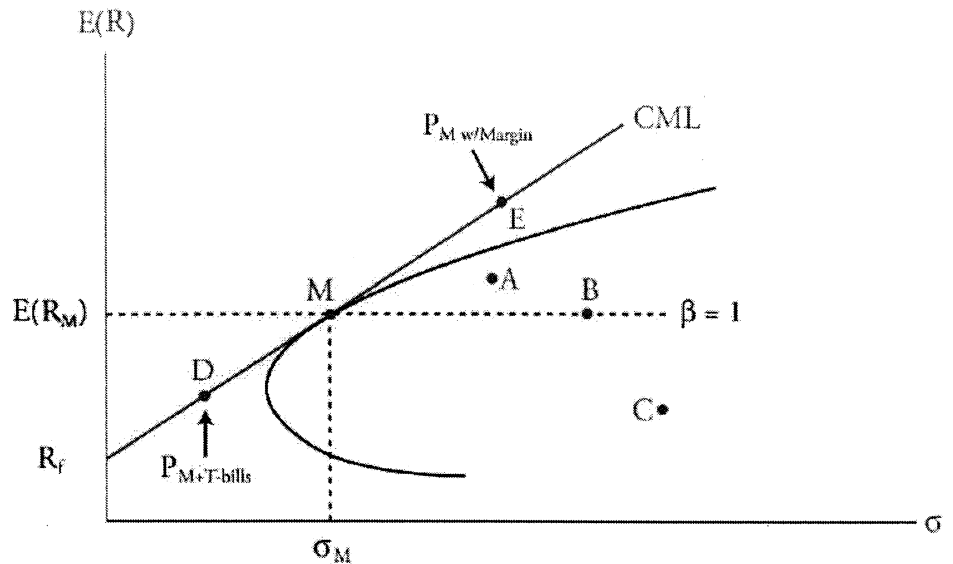 E(R)
P_M w/Margin
CML
E
A
M
B
E(R_M)
β = 1
D
C
R_f
P_M+T-bills
σ
σ_M